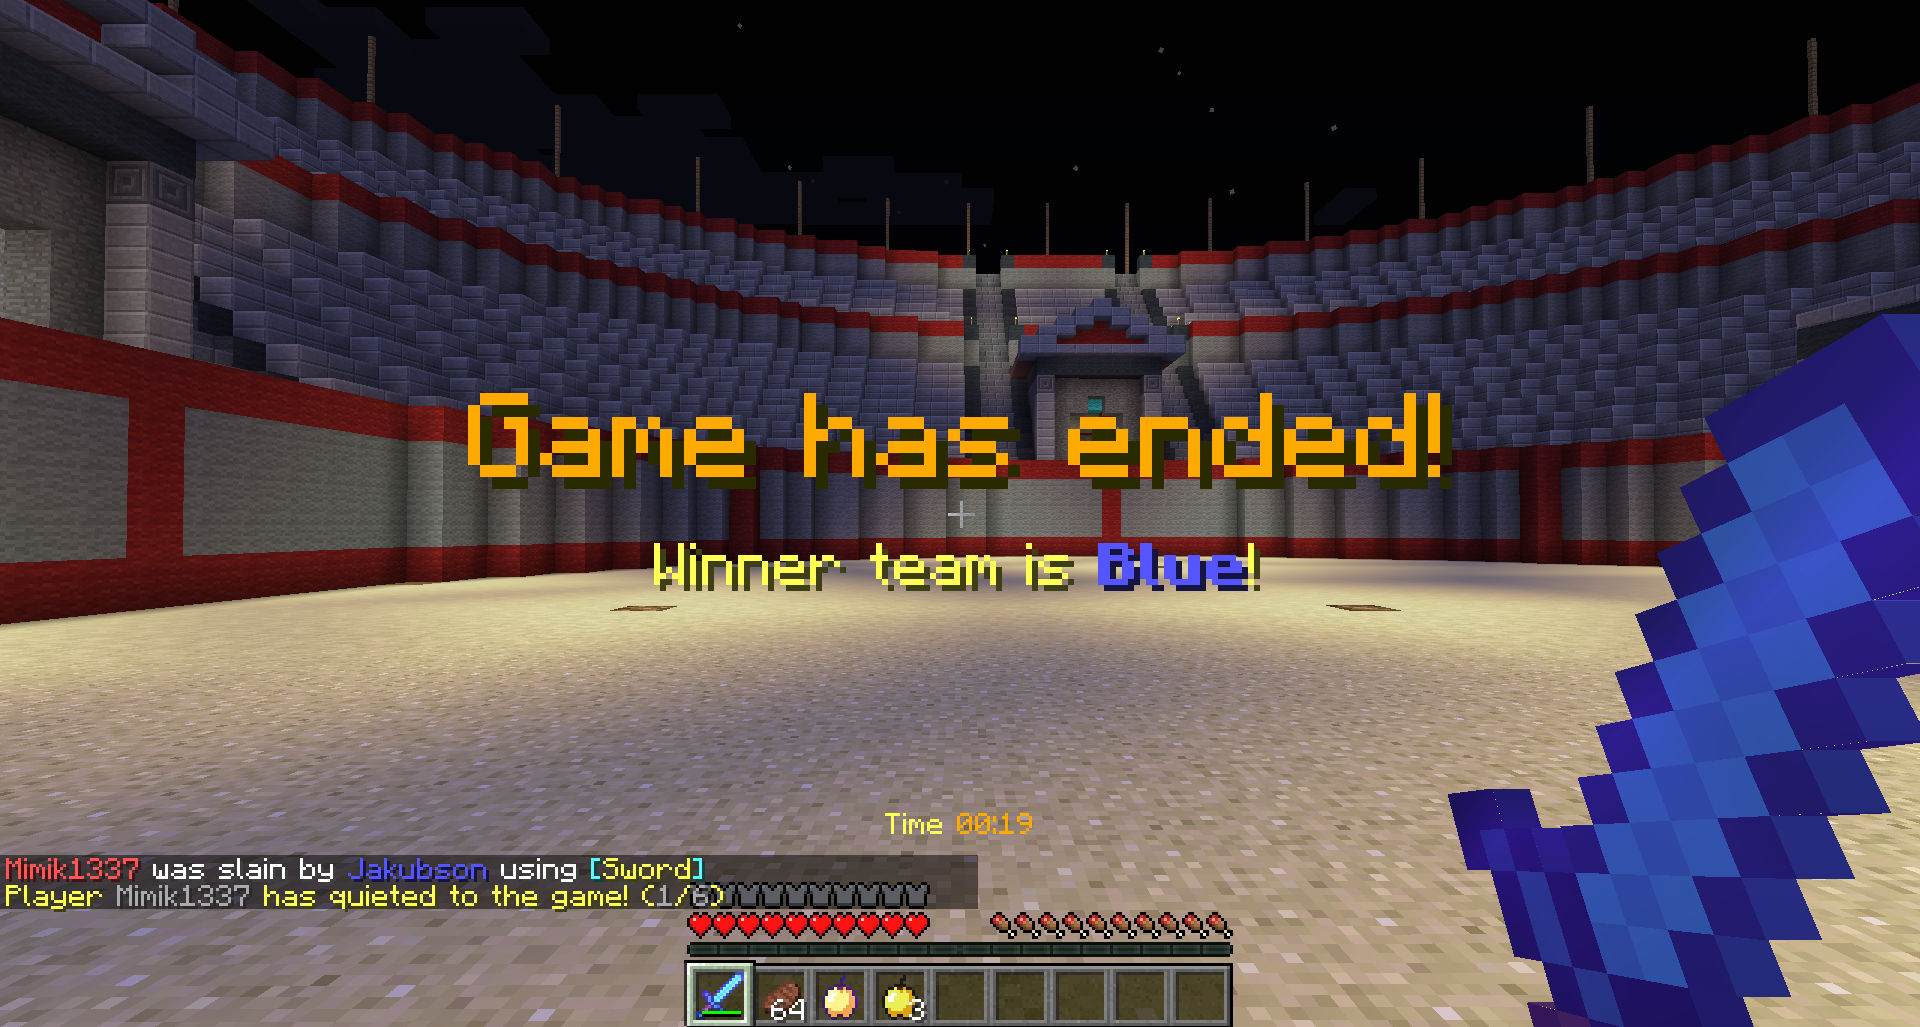 Game has ended!
Winner team is Blue!
Time 00:19
Mimik1337 was slain by Jakubson using [Sword]
Player Mimik1337 has quieted to the game! (1/6)
64
3